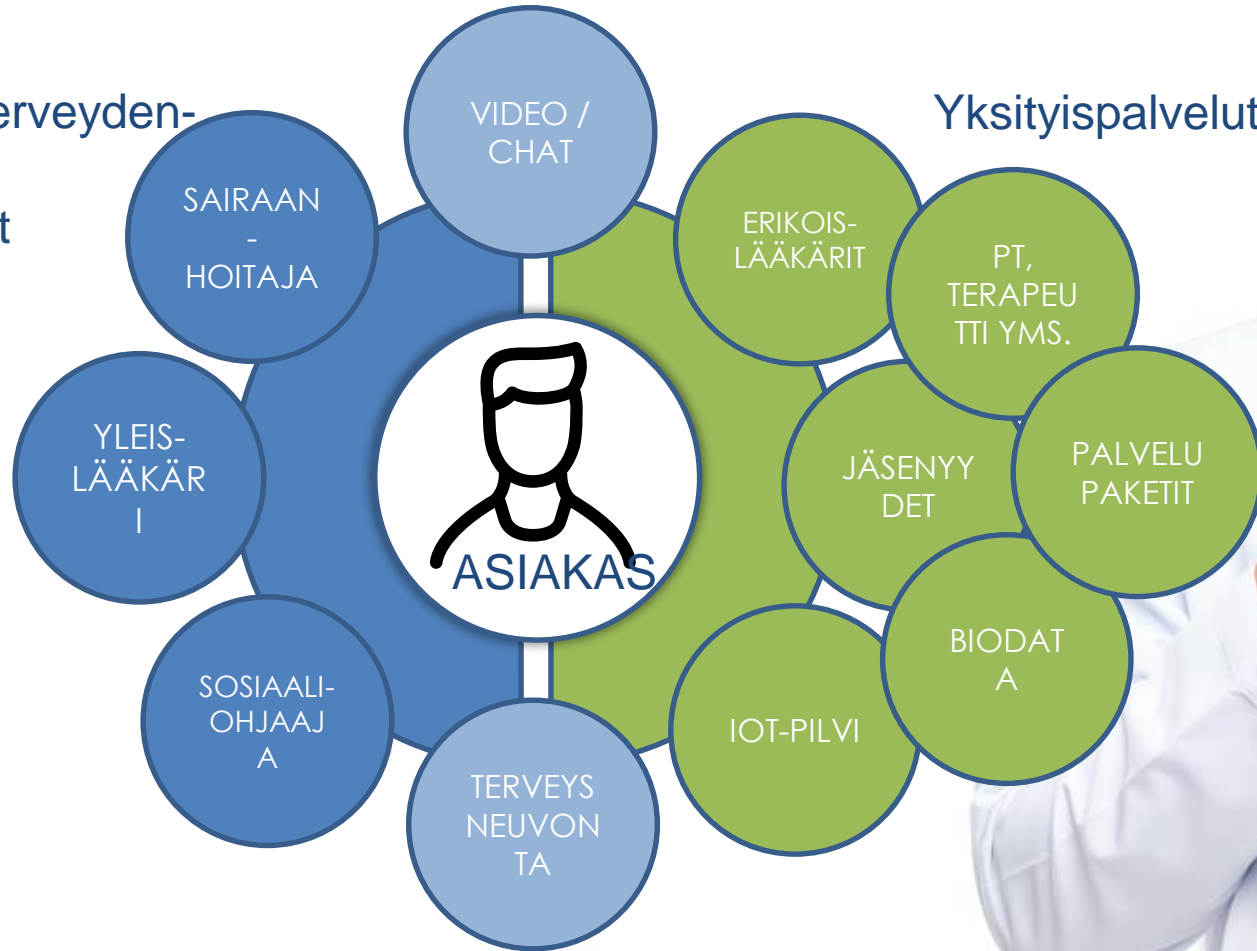 erveyden-
t
Yksityispalvelut
VIDEO /
CHAT
SAIRAAN
-
HOITAJA
ERIKOIS-
LÄÄKÄRIT
PT,
TERAPEU
TTI YMS.
YLEIS-
LÄÄKÄR
I
ASIAKAS
JÄSENYY
DET
PALVELU
PAKETIT
SOSIAALI-
OHJAAJ
A
BIODAT
A
IOT-PILVI
TERVEYS
NEUVON
TA